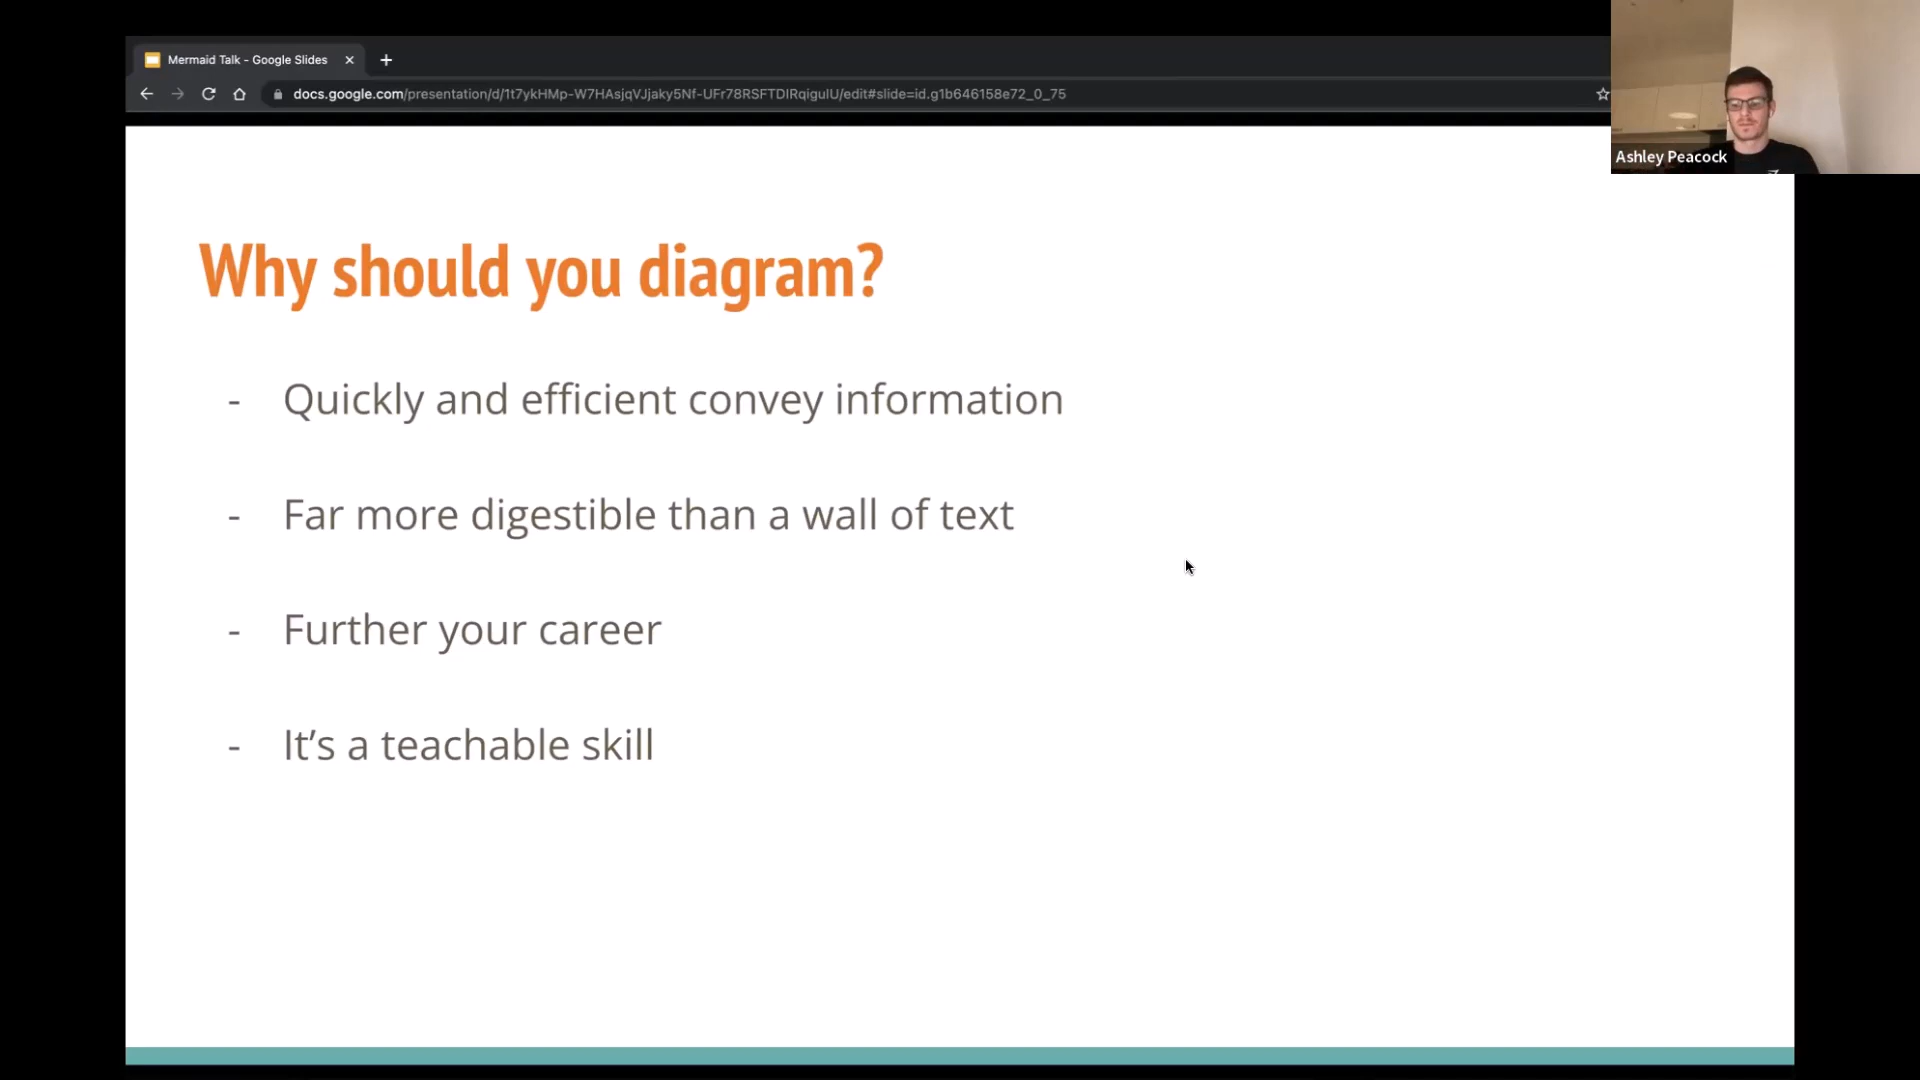 Mermaid Talk - Google Slides
docs.google.com/presentation/d/1t7ykHMp-W7HAsjqVJjaky5Nf-UFr78RSFTDIRqigulU/edit#slide=id.g1b646158e72_0_75
Ashley Peacock
Why should you diagram?
- Quickly and efficient convey information
- Far more digestible than a wall of text
- Further your career
- It’s a teachable skill